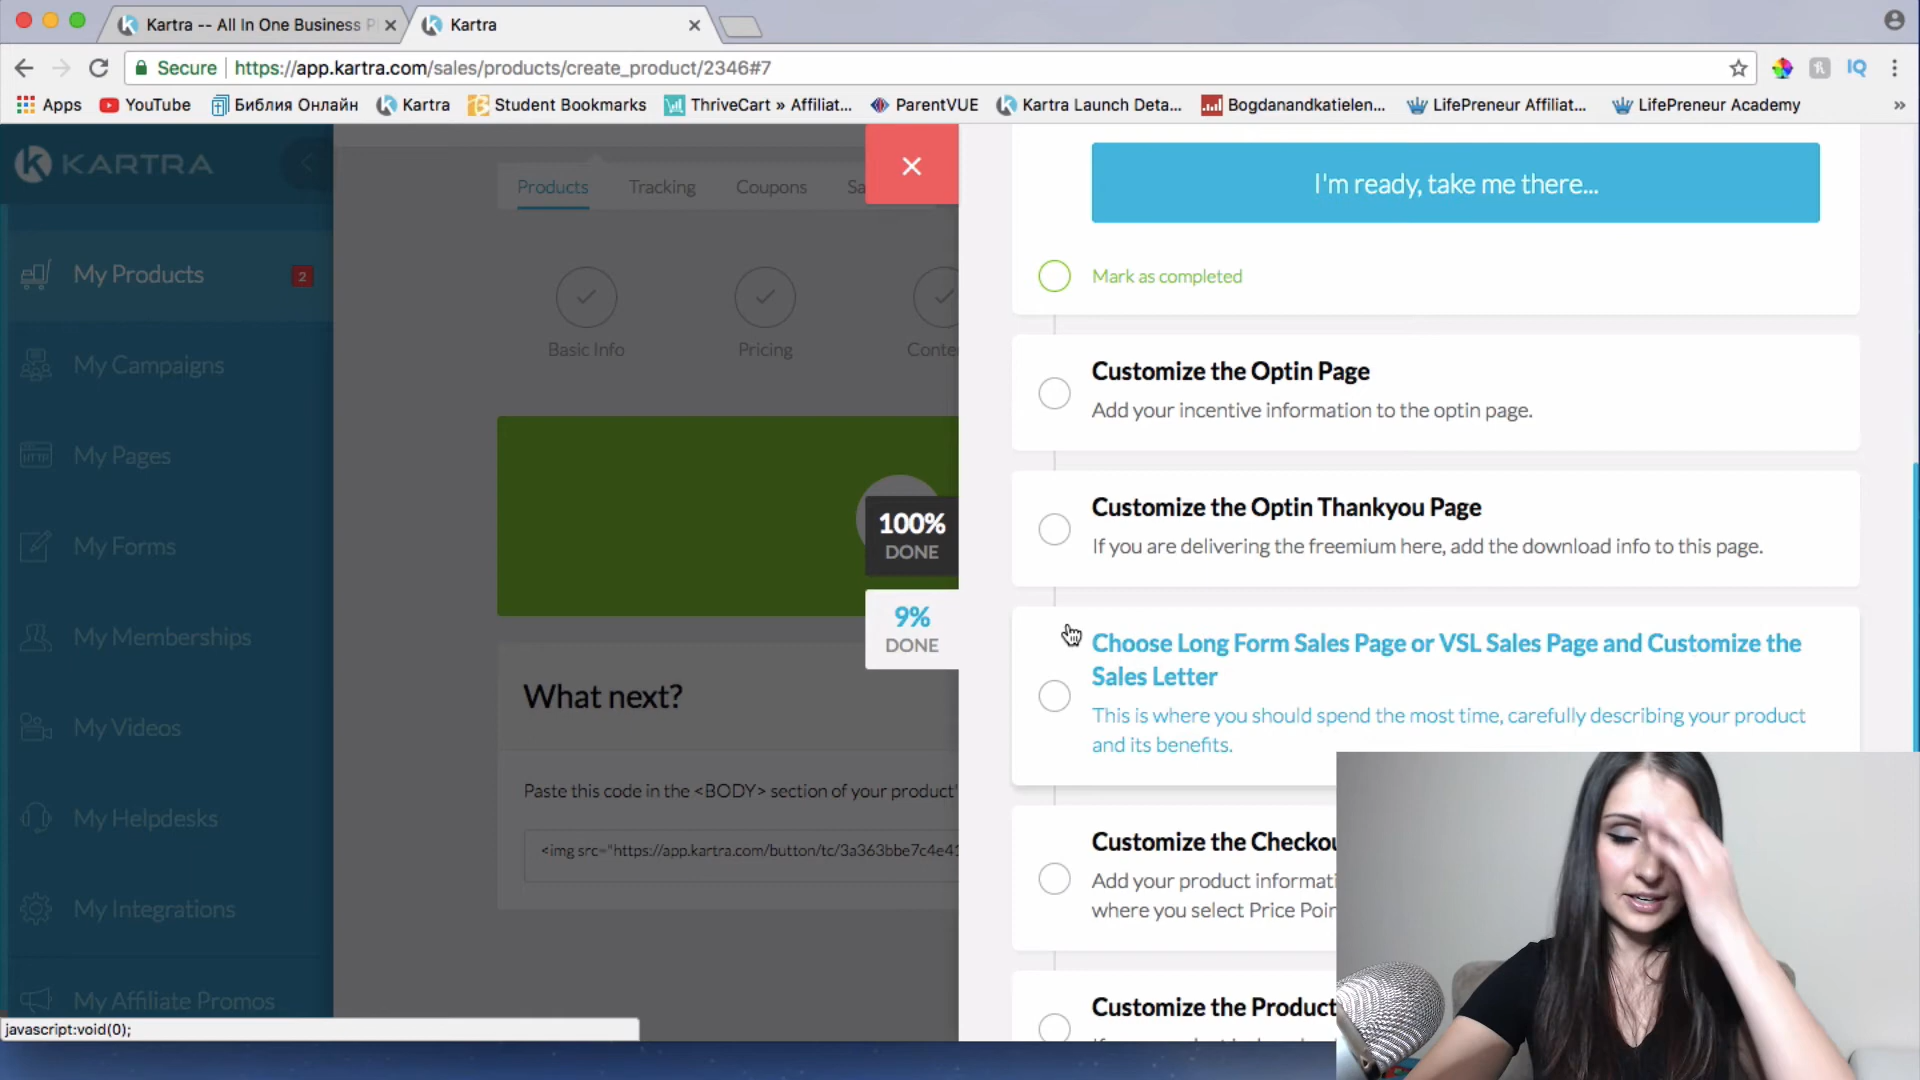 Kartra -- All In One Business P
Kartra
Secure
https://app.kartra.com/sales/products/create_product/2346#7
IQ
Apps
YouTube
Библия Онлайн
Kartra
Student Bookmarks
ThriveCart » Affiliat...
ParentVUE
Kartra Launch Deta...
Bogdanandkatielen...
LifePreneur Affiliat...
LifePreneur Academy
KARTRA
My Products
2
My Campaigns
My Pages
HTTP
My Forms
My Memberships
My Videos
My Helpdesks
My Integrations
My Affiliate Promos
javascript:void(0);
Products
Tracking
Coupons
Sa
Basic Info
Pricing
Conte
100%
DONE
9%
DONE
What next?
Paste this code in the <BODY> section of your product'
<img src="https://app.kartra.com/button/tc/3a363bbe7c4e41
I'm ready, take me there...
Mark as completed
Customize the Optin Page
Add your incentive information to the optin page.
Customize the Optin Thankyou Page
If you are delivering the freemium here, add the download info to this page.
Choose Long Form Sales Page or VSL Sales Page and Customize the
Sales Letter
This is where you should spend the most time, carefully describing your product
and its benefits.
Customize the Checkou
Add your product informati
where you select Price Poin
Customize the Product